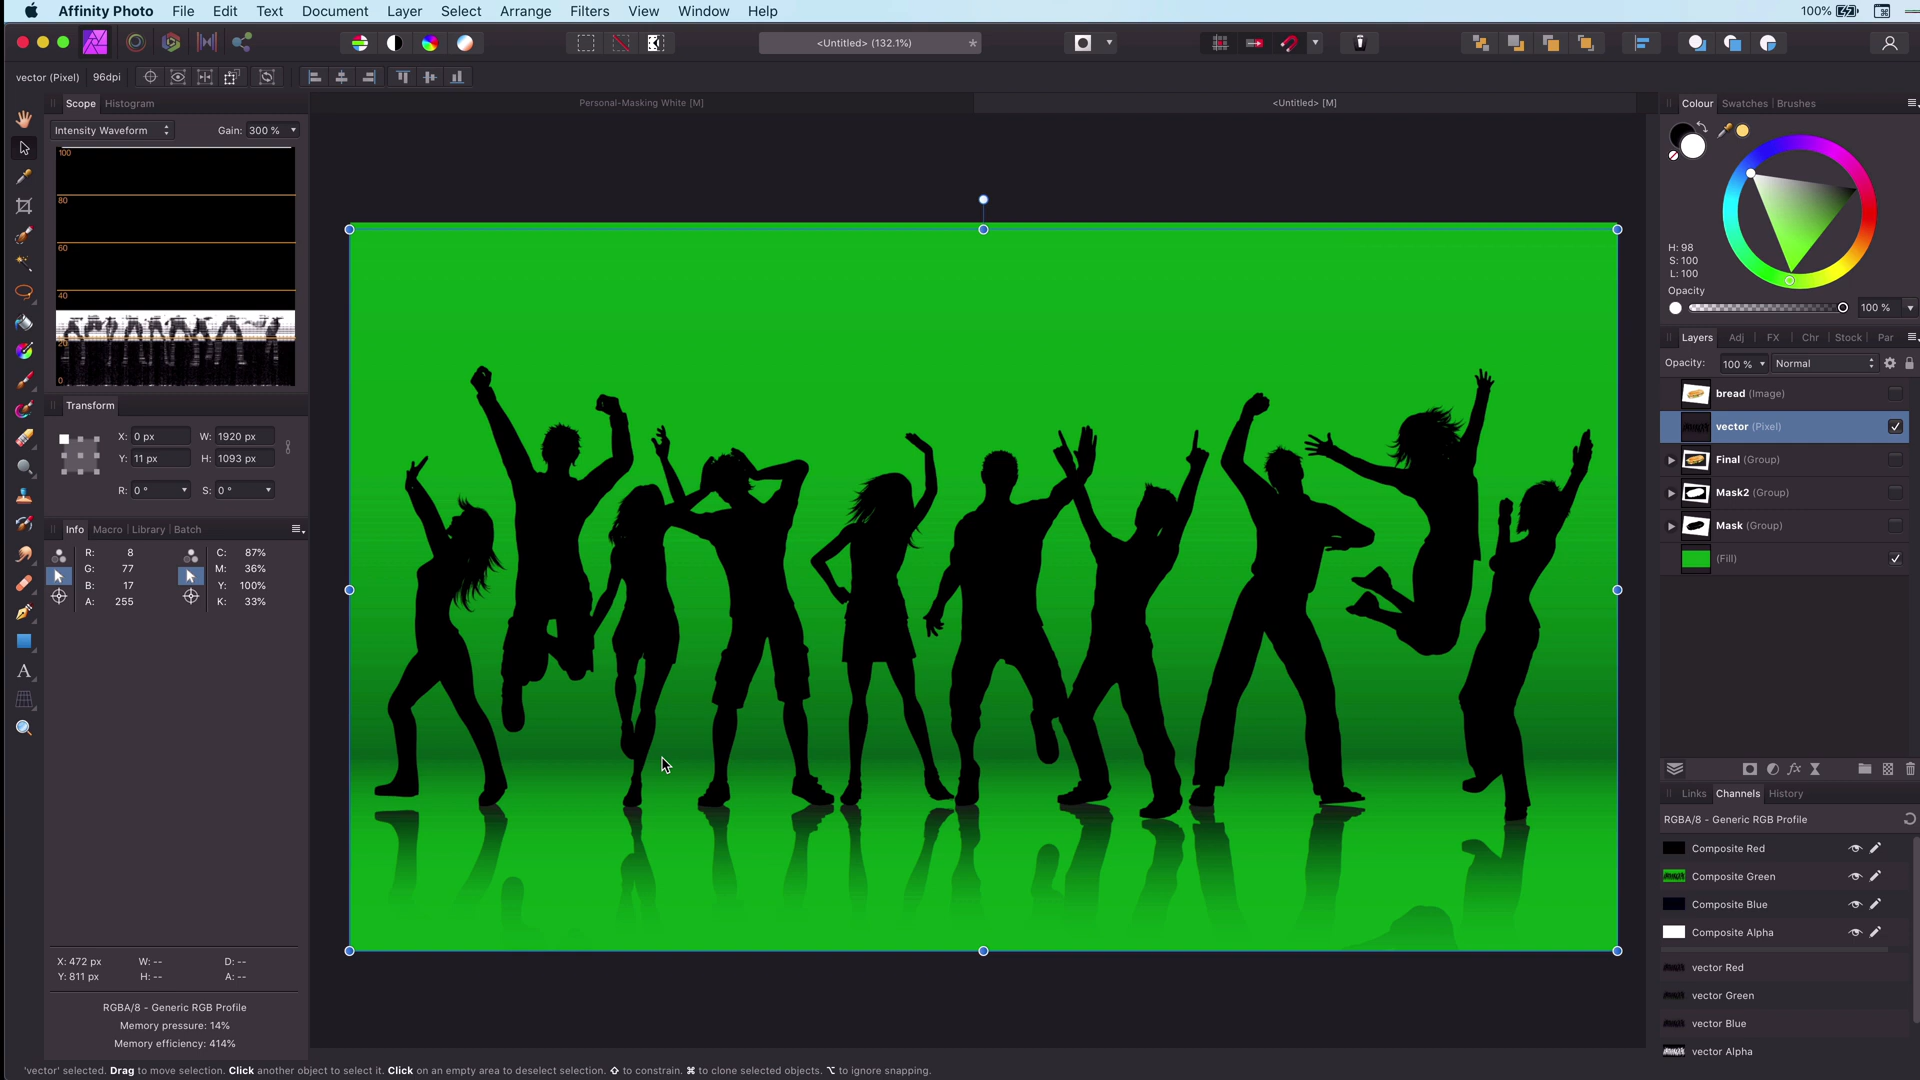 Affinity Photo File Edit Text Document Layer Select Arrange Filters View Window Help 100%
<Untitled> (132.1%) *
vector (Pixel) 96dpi
Scope Histogram
Personal-Masking White [M] <Untitled> [M]
Colour Swatches Brushes
Intensity Waveform Gain: 300 %
100
80
60
40
20
0
H: 98
S: 100
L: 100
Opacity
100 %
Layers Adj FX Chr Stock Par
Opacity: 100 % Normal
bread (Image)
vector (Pixel)
Final (Group)
Mask2 (Group)
Mask (Group)
(Fill)
Transform
X: 0 px W: 1920 px
Y: 11 px H: 1093 px
R: 0 ° S: 0 °
Info Macro Library Batch
R: 8 C: 87%
G: 77 M: 36%
B: 17 Y: 100%
A: 255 K: 33%
Links Channels History
RGBA/8 - Generic RGB Profile
Composite Red
Composite Green
Composite Blue
Composite Alpha
vector Red
vector Green
vector Blue
vector Alpha
X: 472 px W: -- D: --
Y: 811 px H: -- A: --
RGBA/8 - Generic RGB Profile
Memory pressure: 14%
Memory efficiency: 414%
'vector' selected. Drag to move selection. Click another object to select it. Click on an empty area to deselect selection. ⇧ to constrain. ⌘ to clone selected objects. ⌥ to ignore snapping.